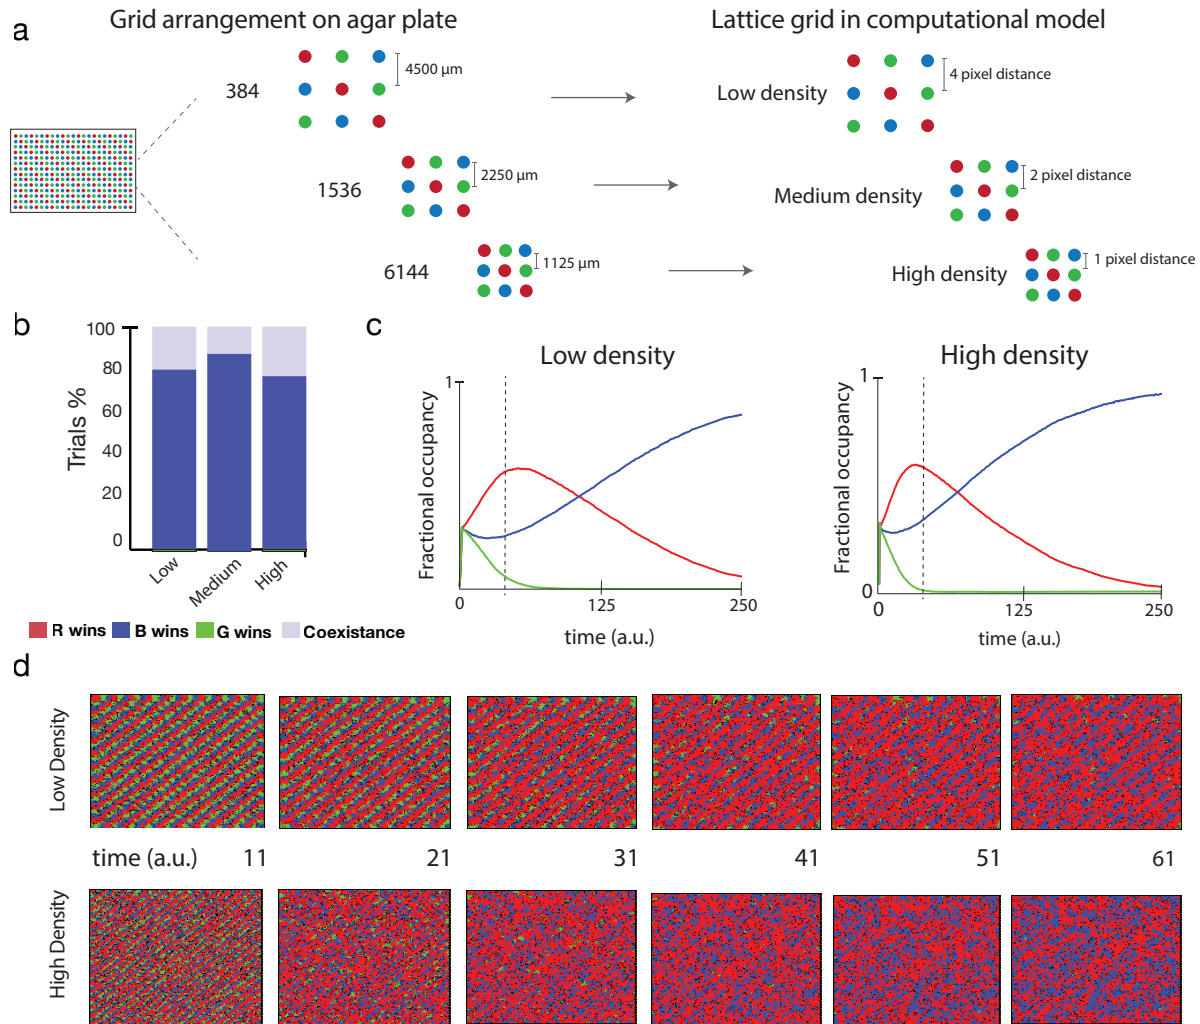 a
Grid arrangement on agar plate
Lattice grid in computational model
384
4500 µm
Low density
4 pixel distance
1536
2250 µm
Medium density
2 pixel distance
6144
1125 µm
High density
1 pixel distance
b
100
80
60
40
20
0
Trials %
Low
Medium
High
R wins
B wins
G wins
Coexistance
c
Low density
1
Fractional occupancy
0
125
250
time (a.u.)
High density
1
Fractional occupancy
0
0
125
250
time (a.u.)
d
Low Density
time (a.u.)
11
21
31
41
51
61
High Density